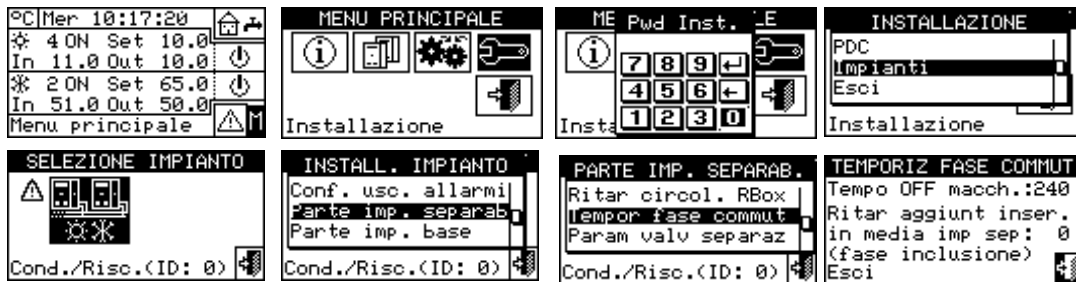 ºC Mer 10:17:20
4 ON Set 10.0
In 11.0 Out 10.0
2 ON Set 65.0
In 51.0 Out 50.0
Menu principale M
MENU PRINCIPALE
i
Installazione
ME Pwd Inst. LE
i
7 8 9
4 5 6
1 2 3 0
Insta
INSTALLAZIONE
PDC
Impianti
Esci
Installazione
SELEZIONE IMPIANTO
Cond./Risc.(ID: 0)
INSTALL. IMPIANTO
Conf. usc. allarmi
Parte imp. separab
Parte imp. base
Cond./Risc.(ID: 0)
PARTE IMP. SEPARAB.
Ritar circol. RBox
Tempor fase commut
Param valv separaz
Cond./Risc.(ID: 0)
TEMPORIZ FASE COMMUT
Tempo OFF macch.:240
Ritar aggiunt inser.
in media imp sep: 0
(fase inclusione)
Esci